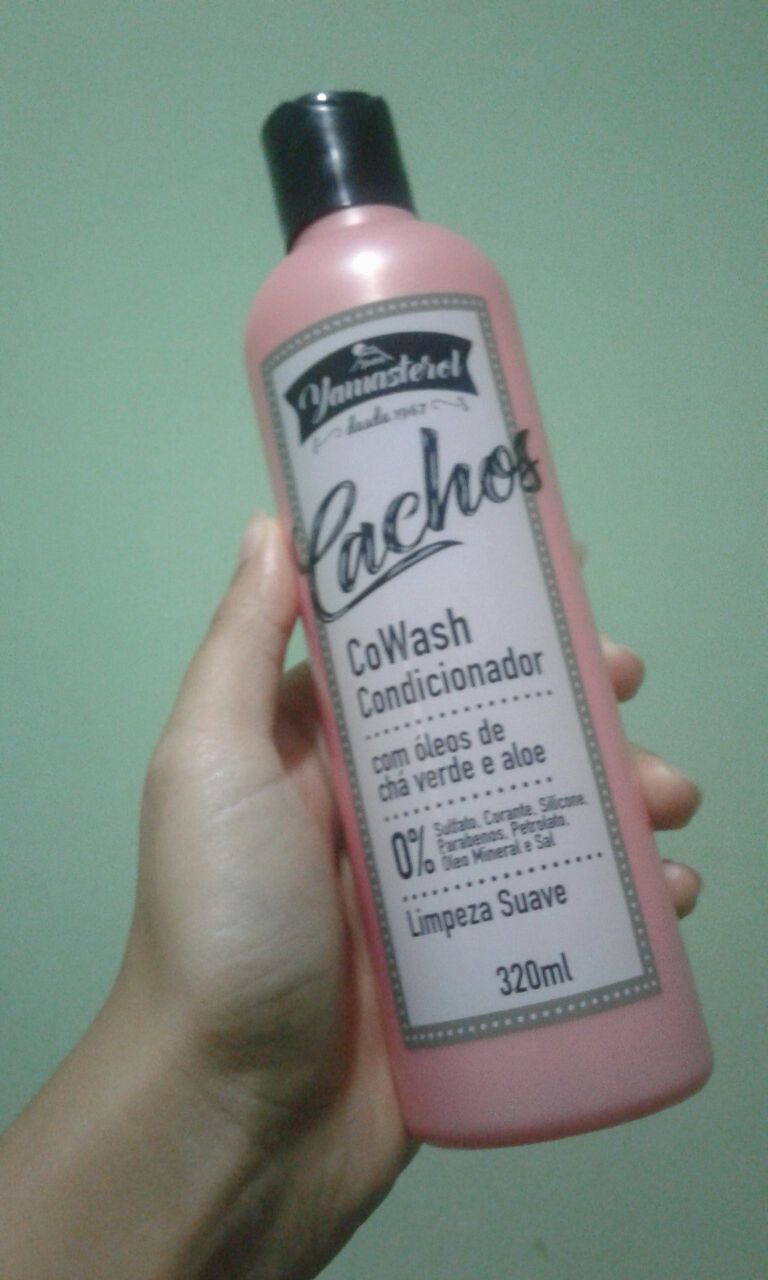 Yamasterol
desde 1967
Cachos
CoWash
Condicionador
com óleos de
chá verde e aloe
0%
Sulfato, Corante, Silicone,
Parabenos, Petrolato,
Óleo Mineral e Sal
Limpeza Suave
320ml